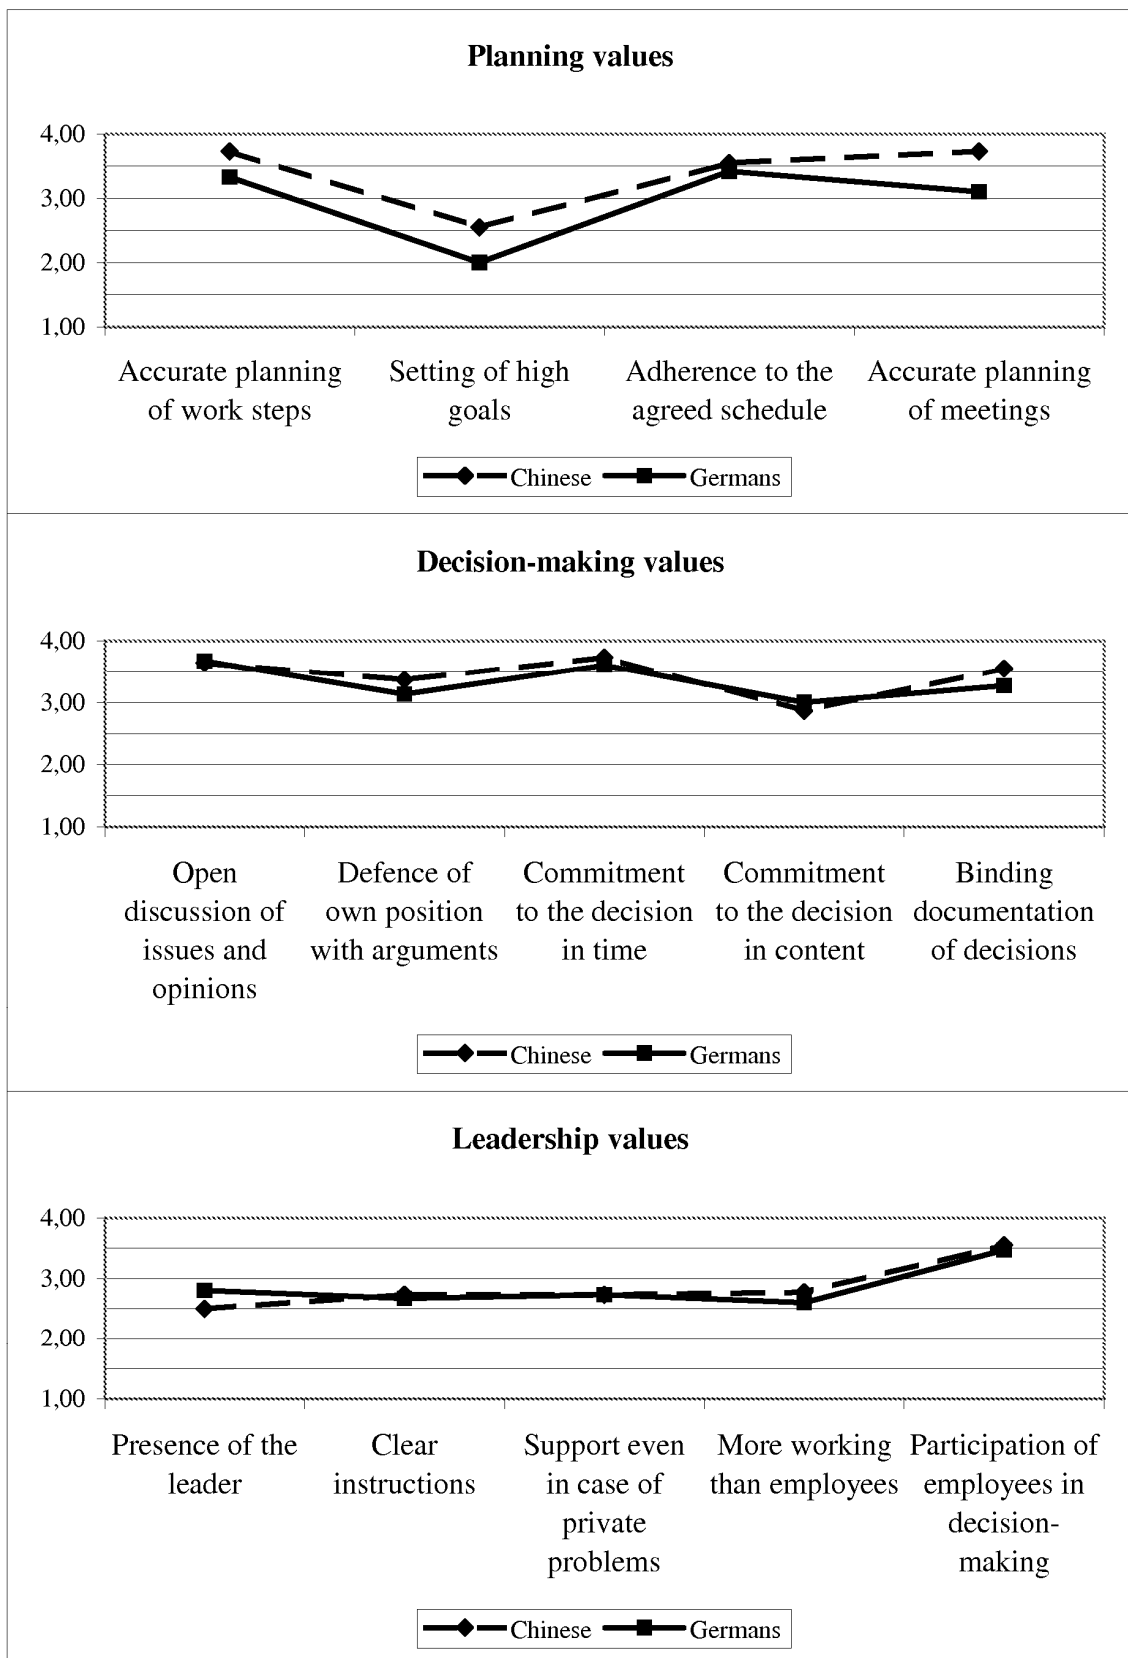 Planning values
4,00
3,00
2,00
1,00
Accurate planning
of work steps
Setting of high
goals
Adherence to the
agreed schedule
Accurate planning
of meetings
Chinese
Germans
Decision-making values
4,00
3,00
2,00
1,00
Open
discussion of
issues and
opinions
Defence of
own position
with arguments
Commitment
to the decision
in time
Commitment
to the decision
in content
Binding
documentation
of decisions
Chinese
Germans
Leadership values
4,00
3,00
2,00
1,00
Presence of the
leader
Clear
instructions
Support even
in case of
private
problems
More working
than employees
Participation of
employees in
decision-
making
Chinese
Germans